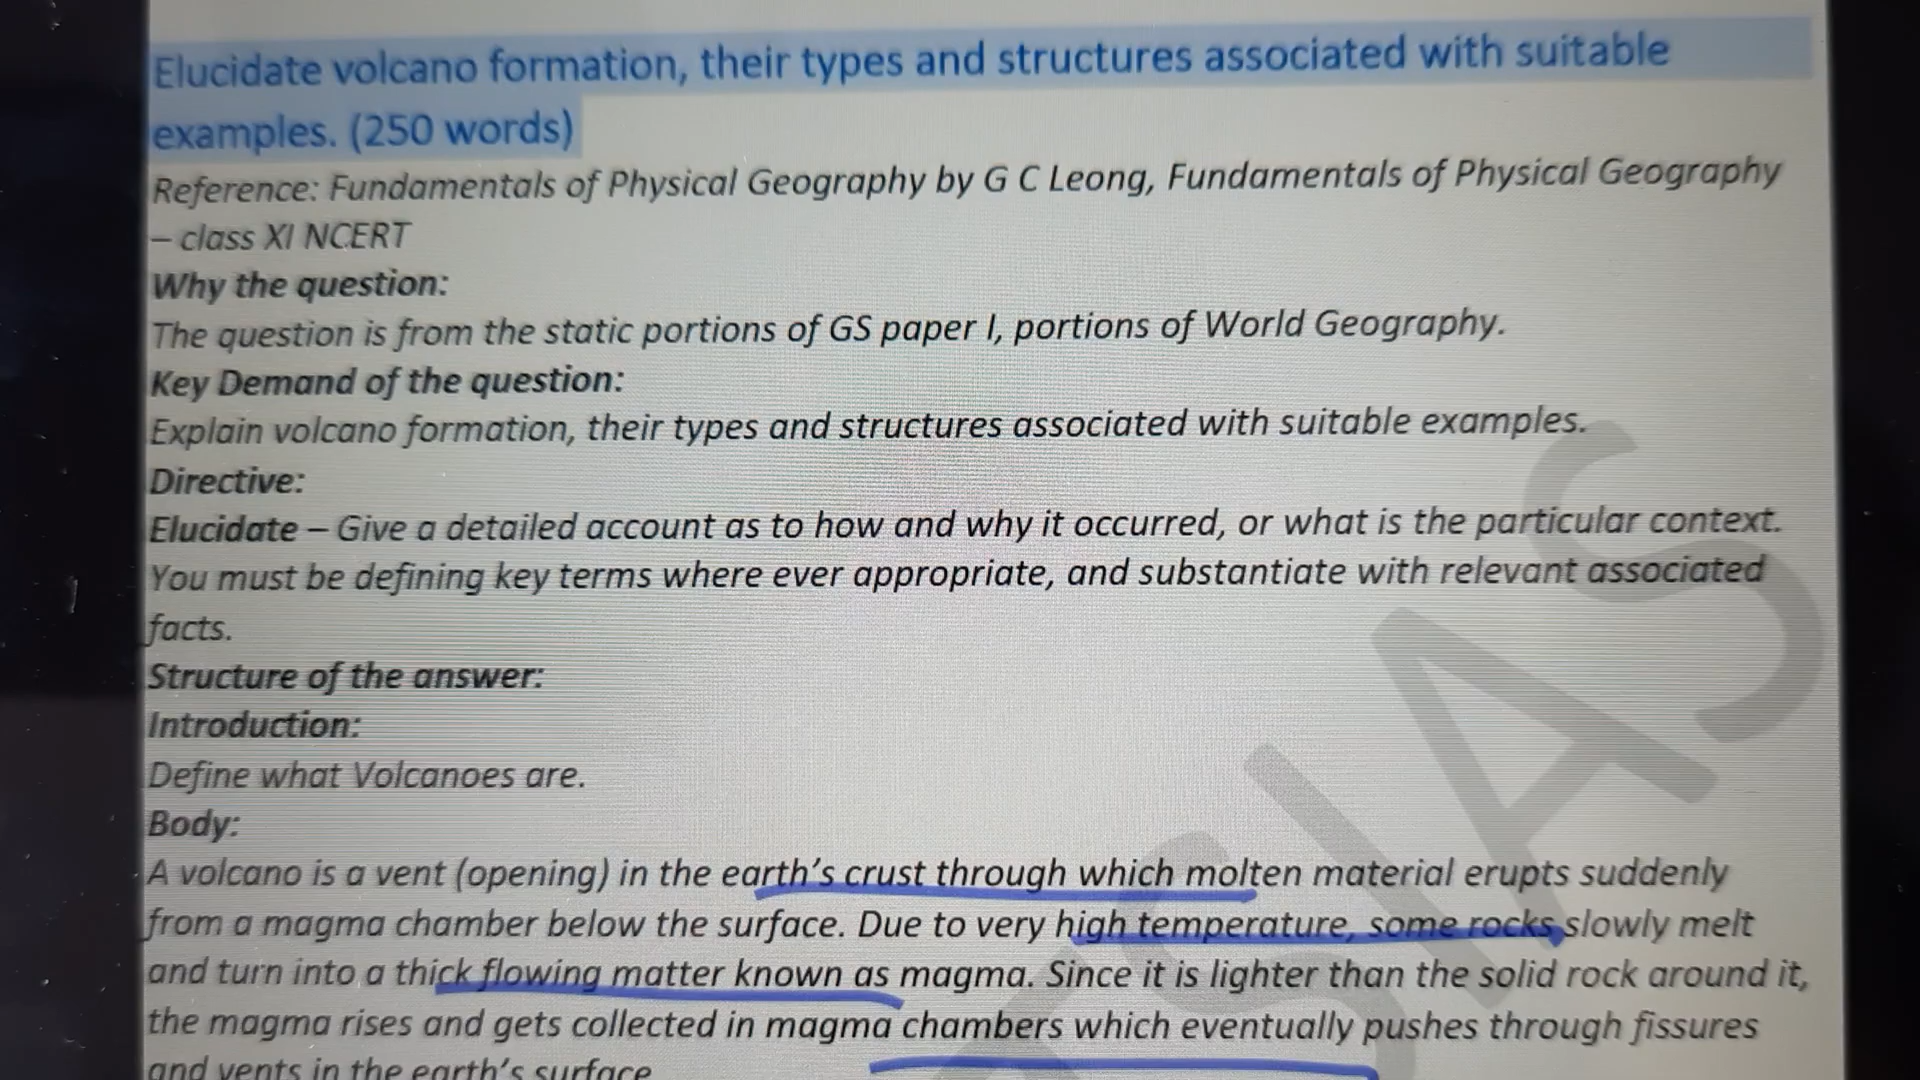 Elucidate volcano formation, their types and structures associated with suitable
examples. (250 words)
Reference: Fundamentals of Physical Geography by G C Leong, Fundamentals of Physical Geography
– class XI NCERT
Why the question:
The question is from the static portions of GS paper I, portions of World Geography.
Key Demand of the question:
Explain volcano formation, their types and structures associated with suitable examples.
Directive:
Elucidate – Give a detailed account as to how and why it occurred, or what is the particular context.
You must be defining key terms where ever appropriate, and substantiate with relevant associated
facts.
Structure of the answer:
Introduction:
Define what Volcanoes are.
Body:
A volcano is a vent (opening) in the earth's crust through which molten material erupts suddenly
from a magma chamber below the surface. Due to very high temperature, some rocks slowly melt
and turn into a thick flowing matter known as magma. Since it is lighter than the solid rock around it,
the magma rises and gets collected in magma chambers which eventually pushes through fissures
and vents in the earth's surface
TSIAS